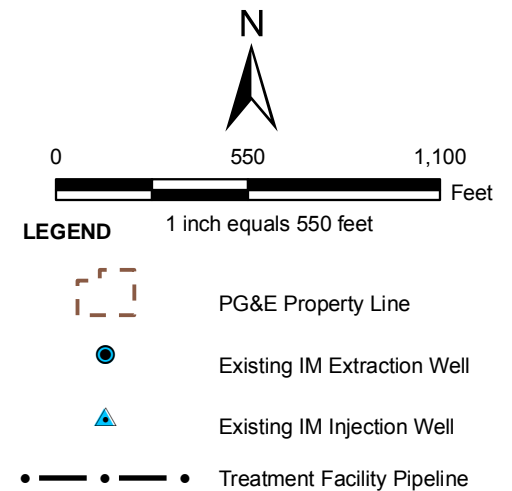 N
0 550 1,100
Feet
LEGEND 1 inch equals 550 feet
PG&E Property Line
Existing IM Extraction Well
Existing IM Injection Well
Treatment Facility Pipeline